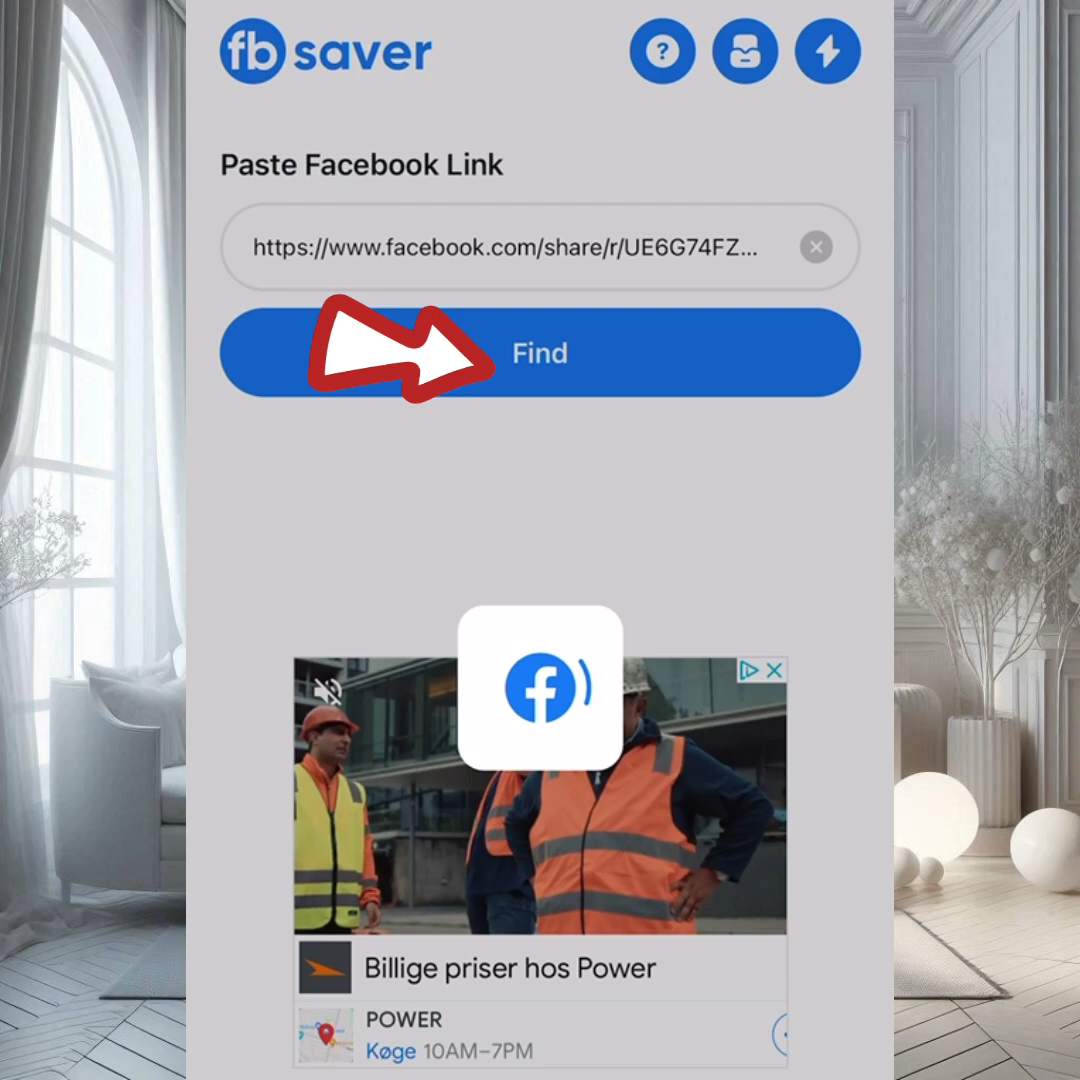 fb saver
?
Paste Facebook Link
https://www.facebook.com/share/r/UE6G74FZ...
Find
Billige priser hos Power
POWER
Køge 10AM–7PM